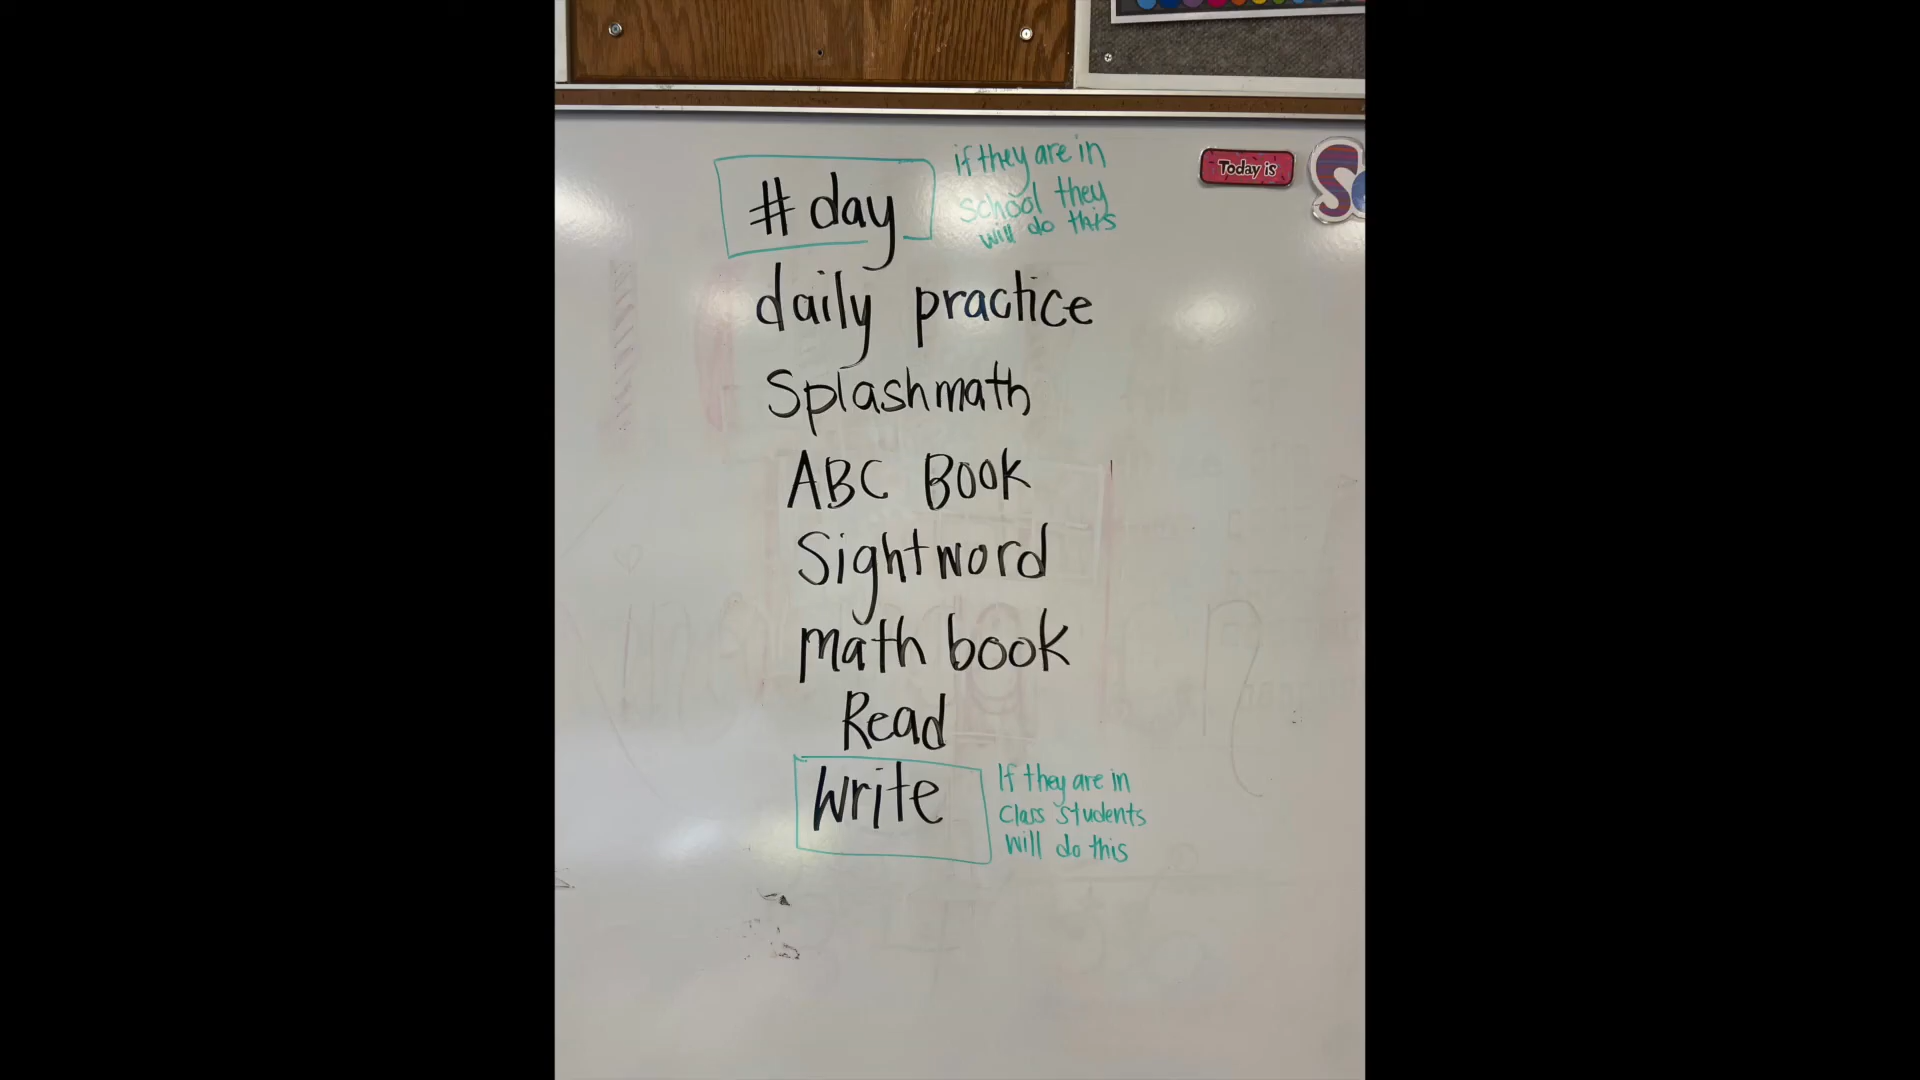 #day
if they are in
school they
will do this
Today is
daily practice
Splashmath
ABC Book
Sightword
math book
Read
Write
If they are in
Class students
will do this